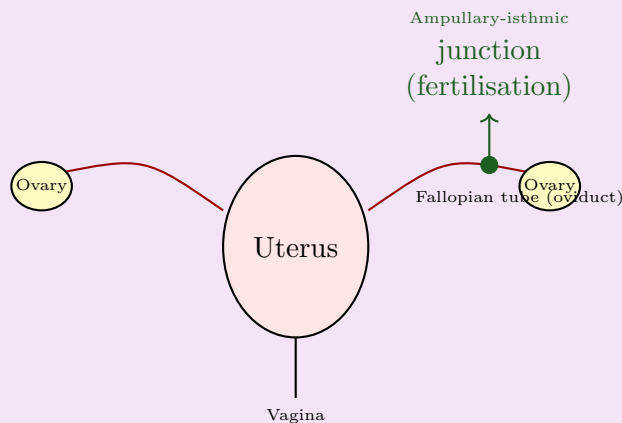 Ampullary-isthmic
junction
(fertilisation)
Ovary
Ovary
Fallopian tube (oviduct)
Uterus
Vagina